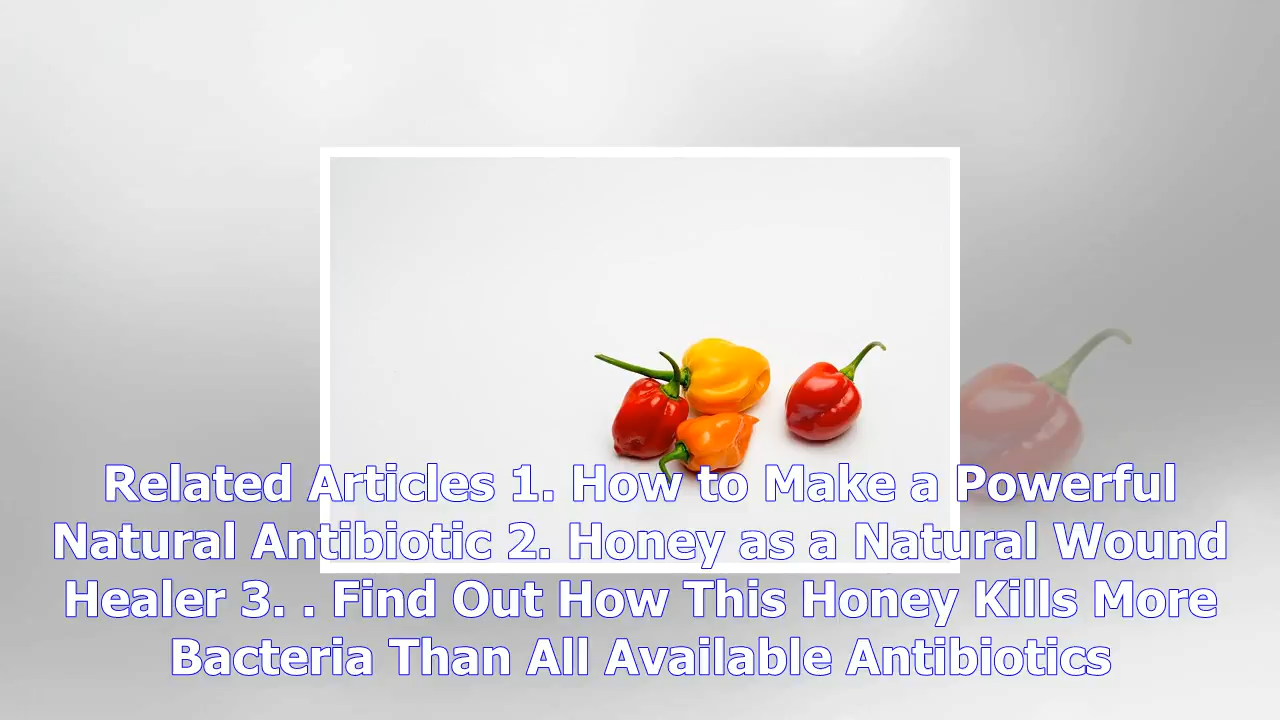 Related Articles 1. How to Make a Powerful
Natural Antibiotic 2. Honey as a Natural Wound
Healer 3. . Find Out How This Honey Kills More
Bacteria Than All Available Antibiotics